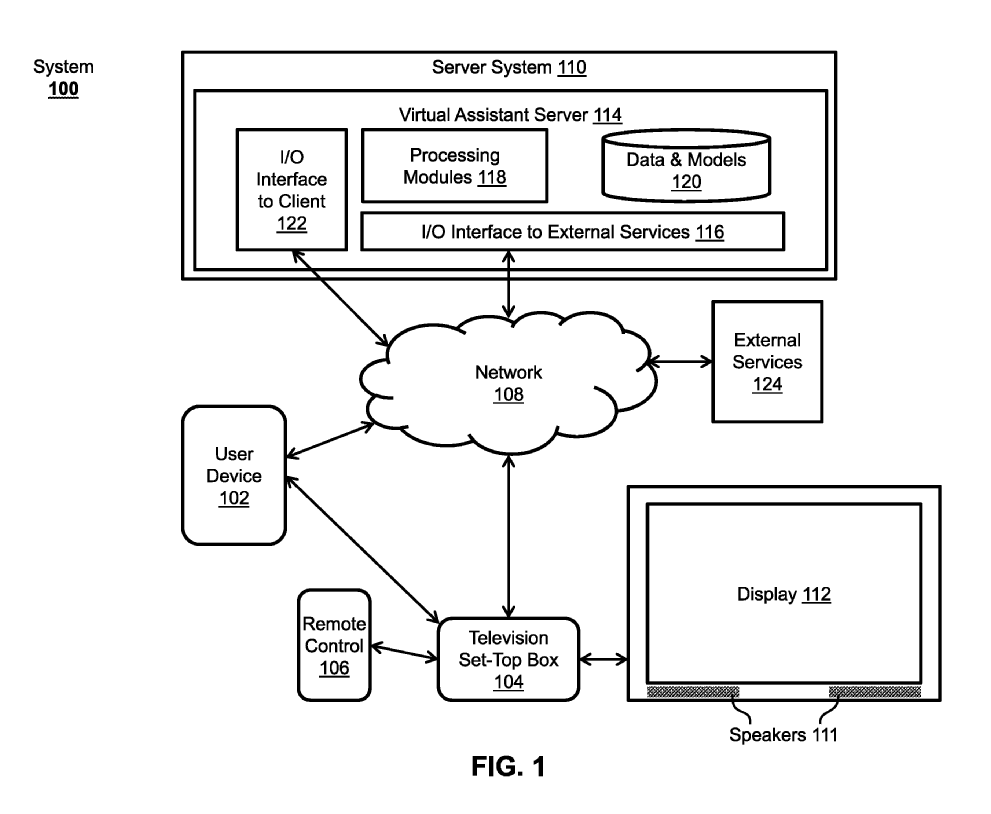 System
100
Server System 110
Virtual Assistant Server 114
I/O
Interface
to Client
122
Processing
Modules 118
Data & Models
120
I/O Interface to External Services 116
Network
108
External
Services
124
User
Device
102
Remote
Control
106
Television
Set-Top Box
104
Display 112
Speakers 111
FIG. 1